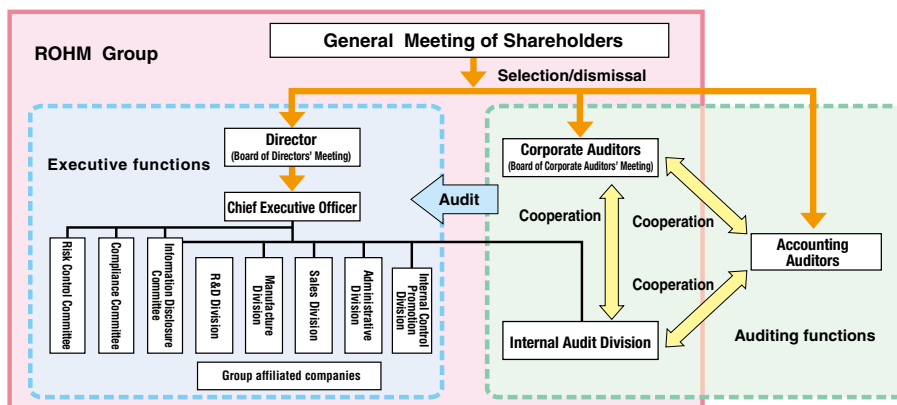 General Meeting of Shareholders
ROHM Group
Selection/dismissal
Director
(Board of Directors' Meeting)
Executive functions
Corporate Auditors
(Board of Corporate Auditors' Meeting)
Chief Executive Officer
Audit
Cooperation
Cooperation
Accounting
Auditors
Cooperation
Risk Control Committee
Compliance Committee
Information Disclosure
Committee
R&D Division
Manufacture
Division
Sales Division
Administrative
Division
Internal Control
Promotion
Division
Internal Audit Division
Auditing functions
Group affiliated companies